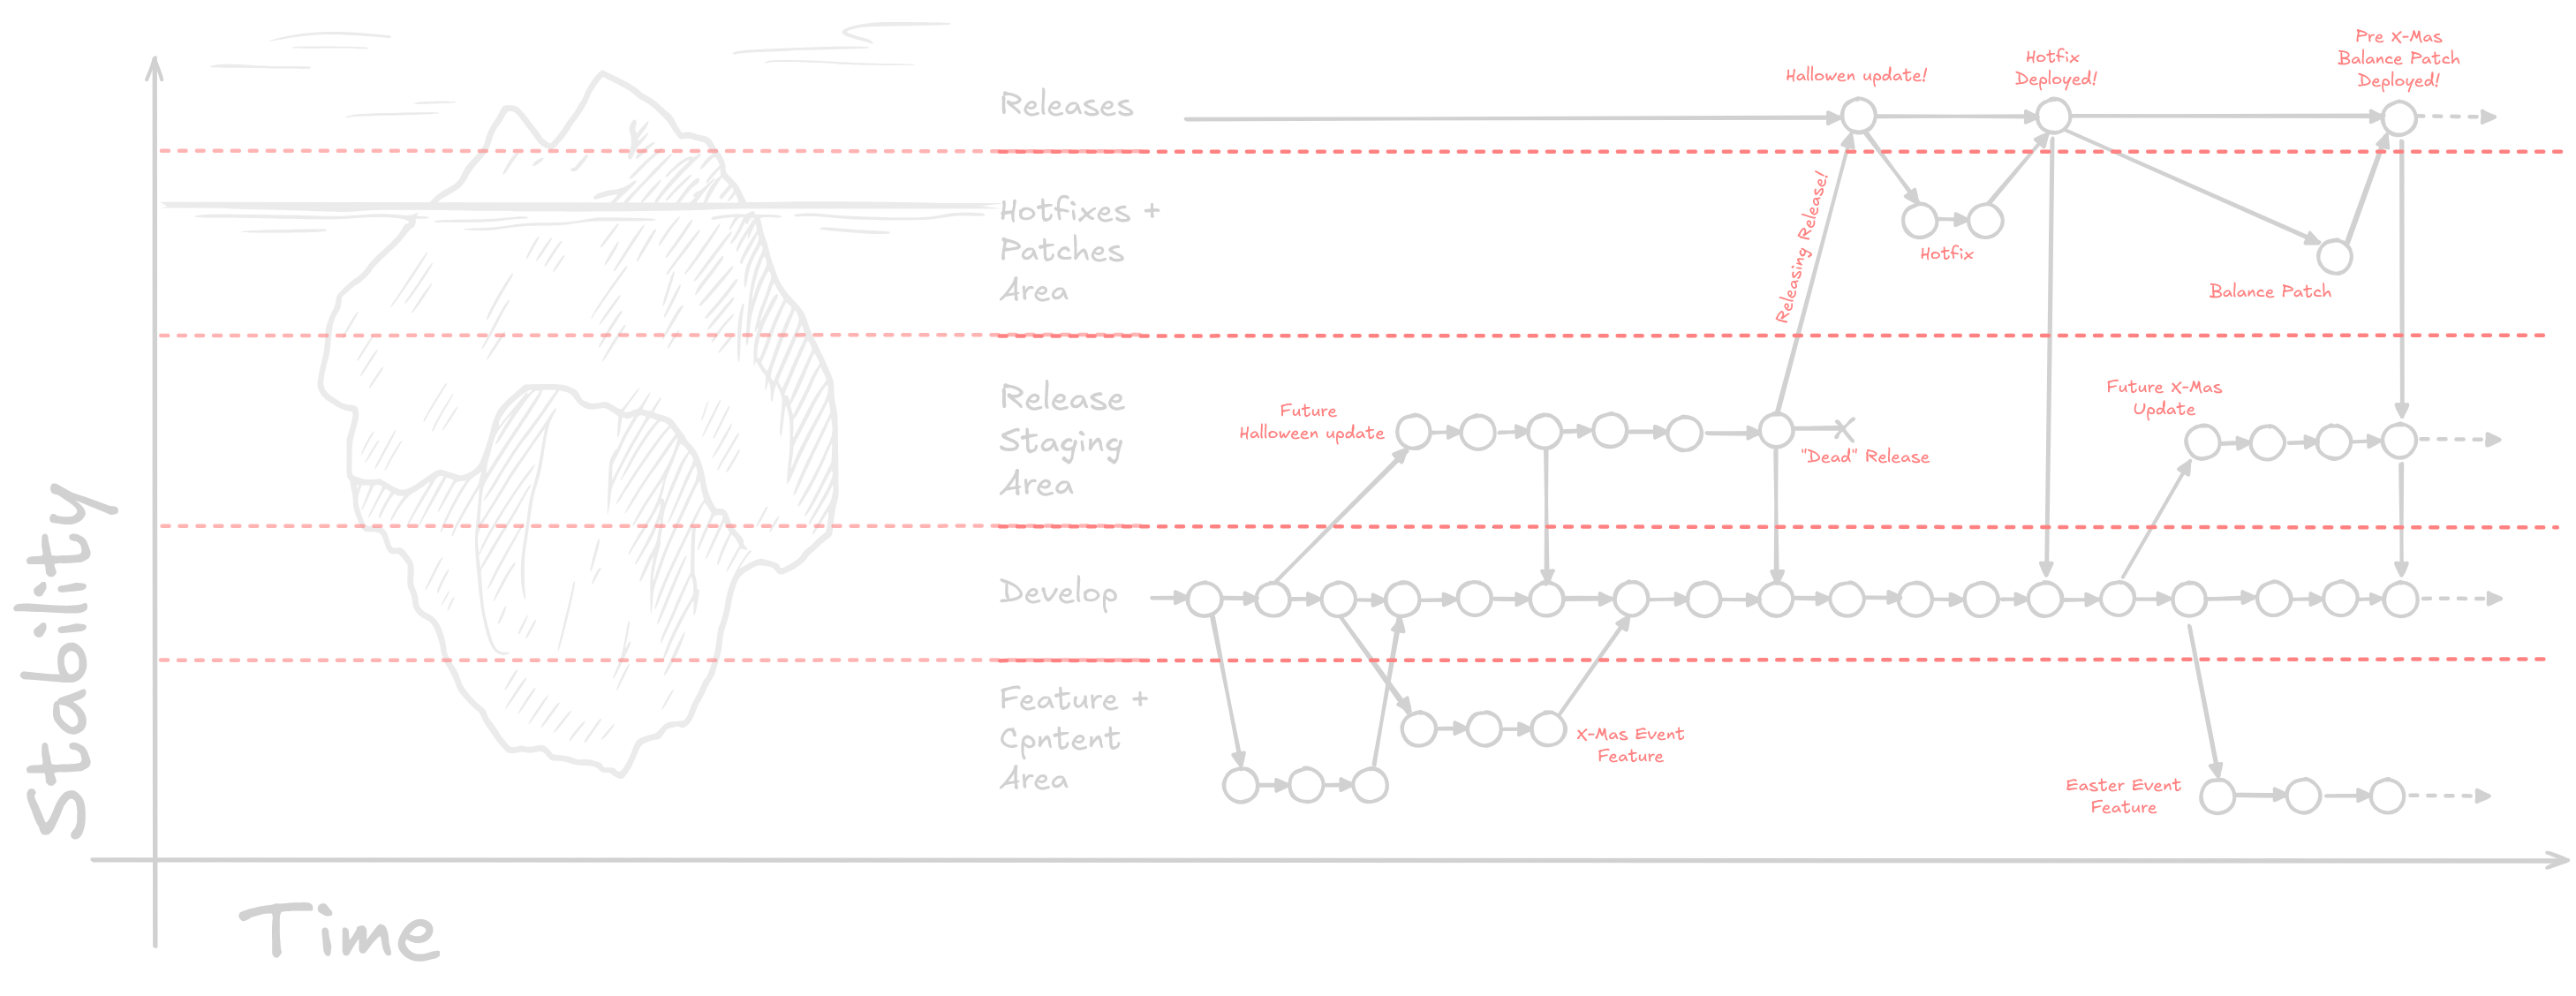 Pre X-Mas
Balance Patch
Deployed!
Hotfix
Deployed!
Hallowen update!
Releases
Releasing Release!
Hotfixes +
Patches
Area
Hotfix
Balance Patch
Release
Staging
Area
Future
Halloween update
"Dead" Release
Future X-Mas
Update
Develop
Feature +
Cpntent
Area
X-Mas Event
Feature
Easter Event
Feature
Stability
Time